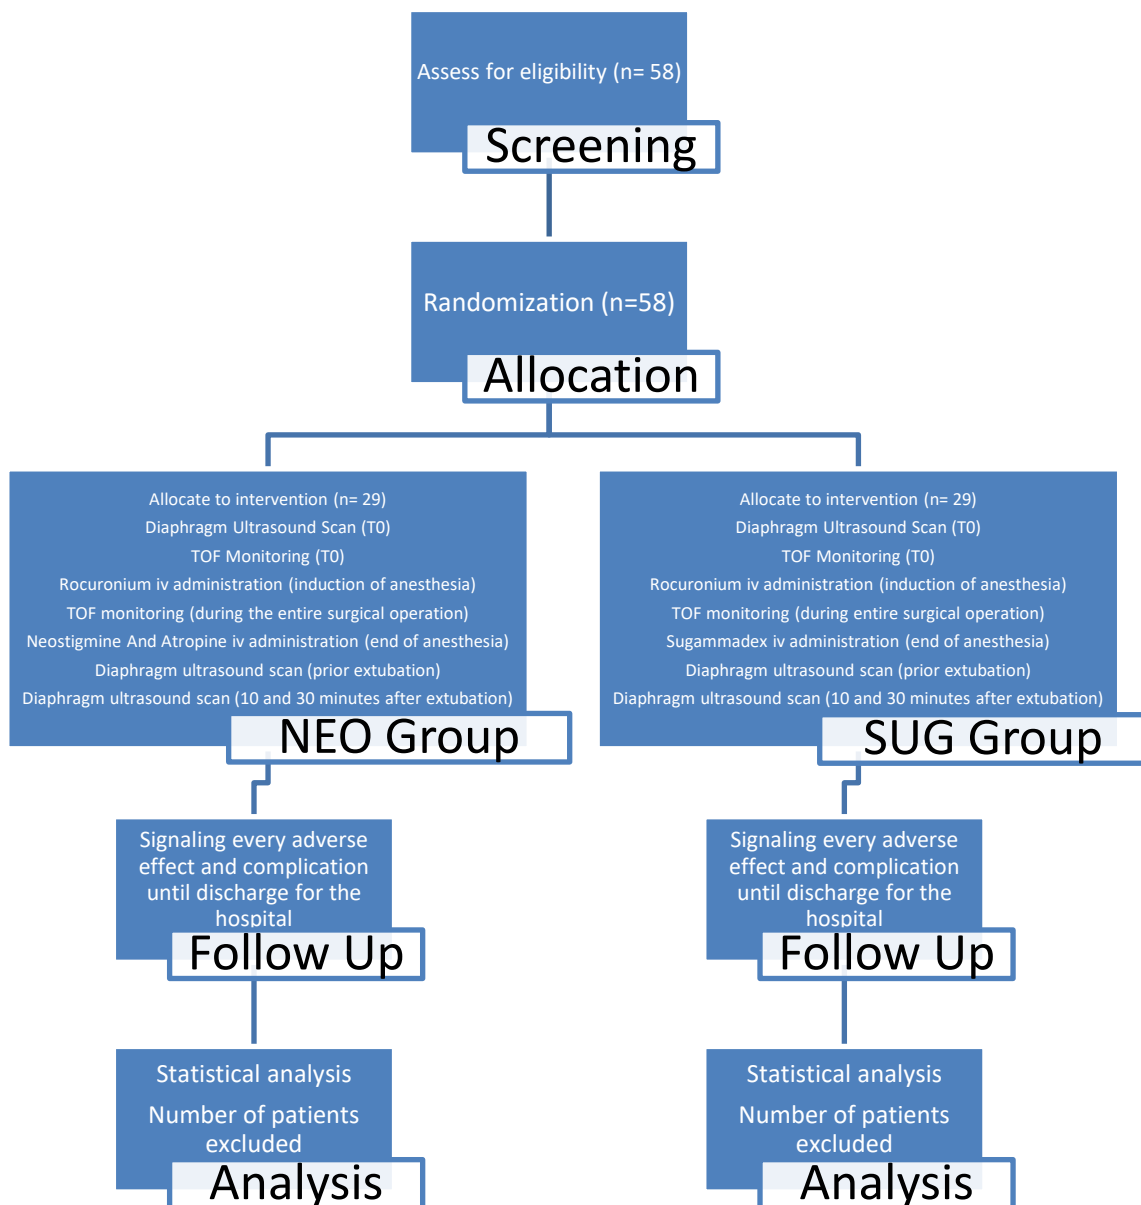 Assess for eligibility (n= 58)
Screening
Randomization (n=58)
Allocation
Allocate to intervention (n= 29)
Diaphragm Ultrasound Scan (T0)
TOF Monitoring (T0)
Rocuronium iv administration (induction of anesthesia)
TOF monitoring (during the entire surgical operation)
Neostigmine And Atropine iv administration (end of anesthesia)
Diaphragm ultrasound scan (prior extubation)
Diaphragm ultrasound scan (10 and 30 minutes after extubation)
NEO Group
Allocate to intervention (n= 29)
Diaphragm Ultrasound Scan (T0)
TOF Monitoring (T0)
Rocuronium iv administration (induction of anesthesia)
TOF monitoring (during entire surgical operation)
Sugammadex iv administration (end of anesthesia)
Diaphragm ultrasound scan (prior extubation)
Diaphragm ultrasound scan (10 and 30 minutes after extubation)
SUG Group
Signaling every adverse
effect and complication
until discharge for the
hospital
Follow Up
Signaling every adverse
effect and complication
until discharge for the
hospital
Follow Up
Statistical analysis
Number of patients
excluded
Analysis
Statistical analysis
Number of patients
excluded
Analysis